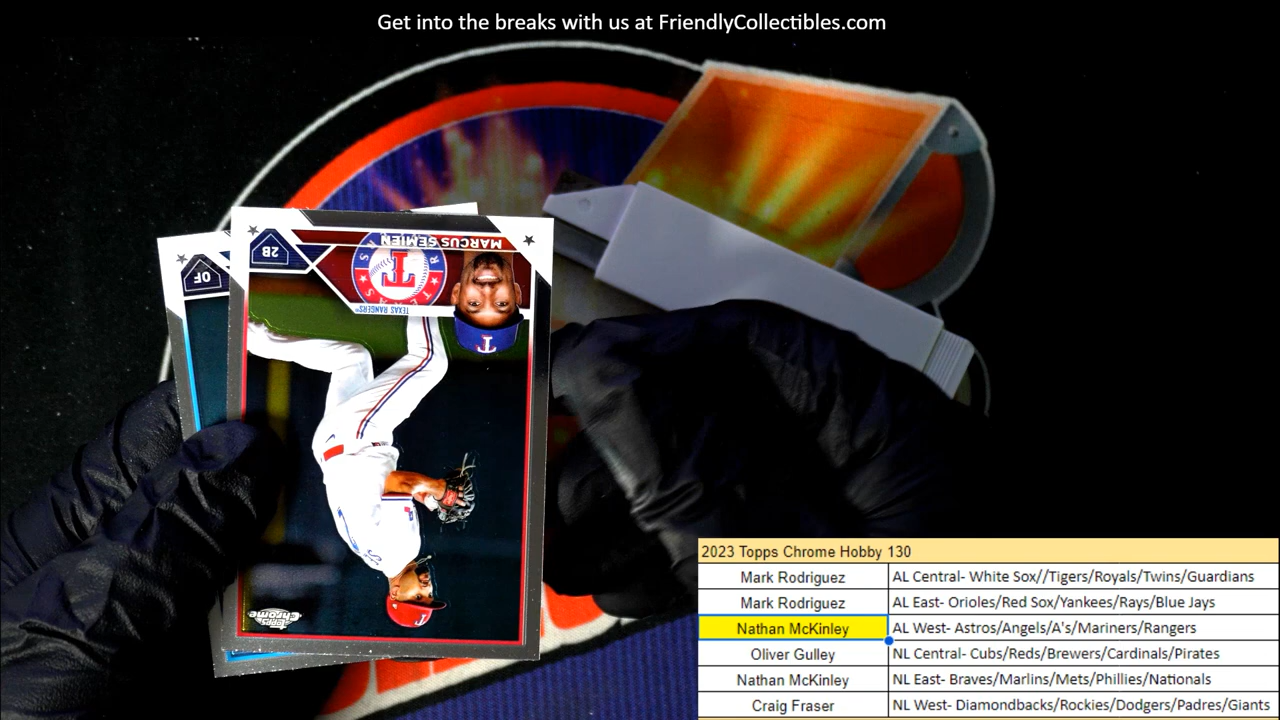 Get into the breaks with us at FriendlyCollectibles.com
MARCUS SEMIEN
2B
OF
TEXAS RANGERS
T
topps
Chrome
2023 Topps Chrome Hobby 130
Mark Rodriguez AL Central- White Sox//Tigers/Royals/Twins/Guardians
Mark Rodriguez AL East- Orioles/Red Sox/Yankees/Rays/Blue Jays
Nathan McKinley AL West- Astros/Angels/A's/Mariners/Rangers
Oliver Gulley NL Central- Cubs/Reds/Brewers/Cardinals/Pirates
Nathan McKinley NL East- Braves/Marlins/Mets/Phillies/Nationals
Craig Fraser NL West- Diamondbacks/Rockies/Dodgers/Padres/Giants